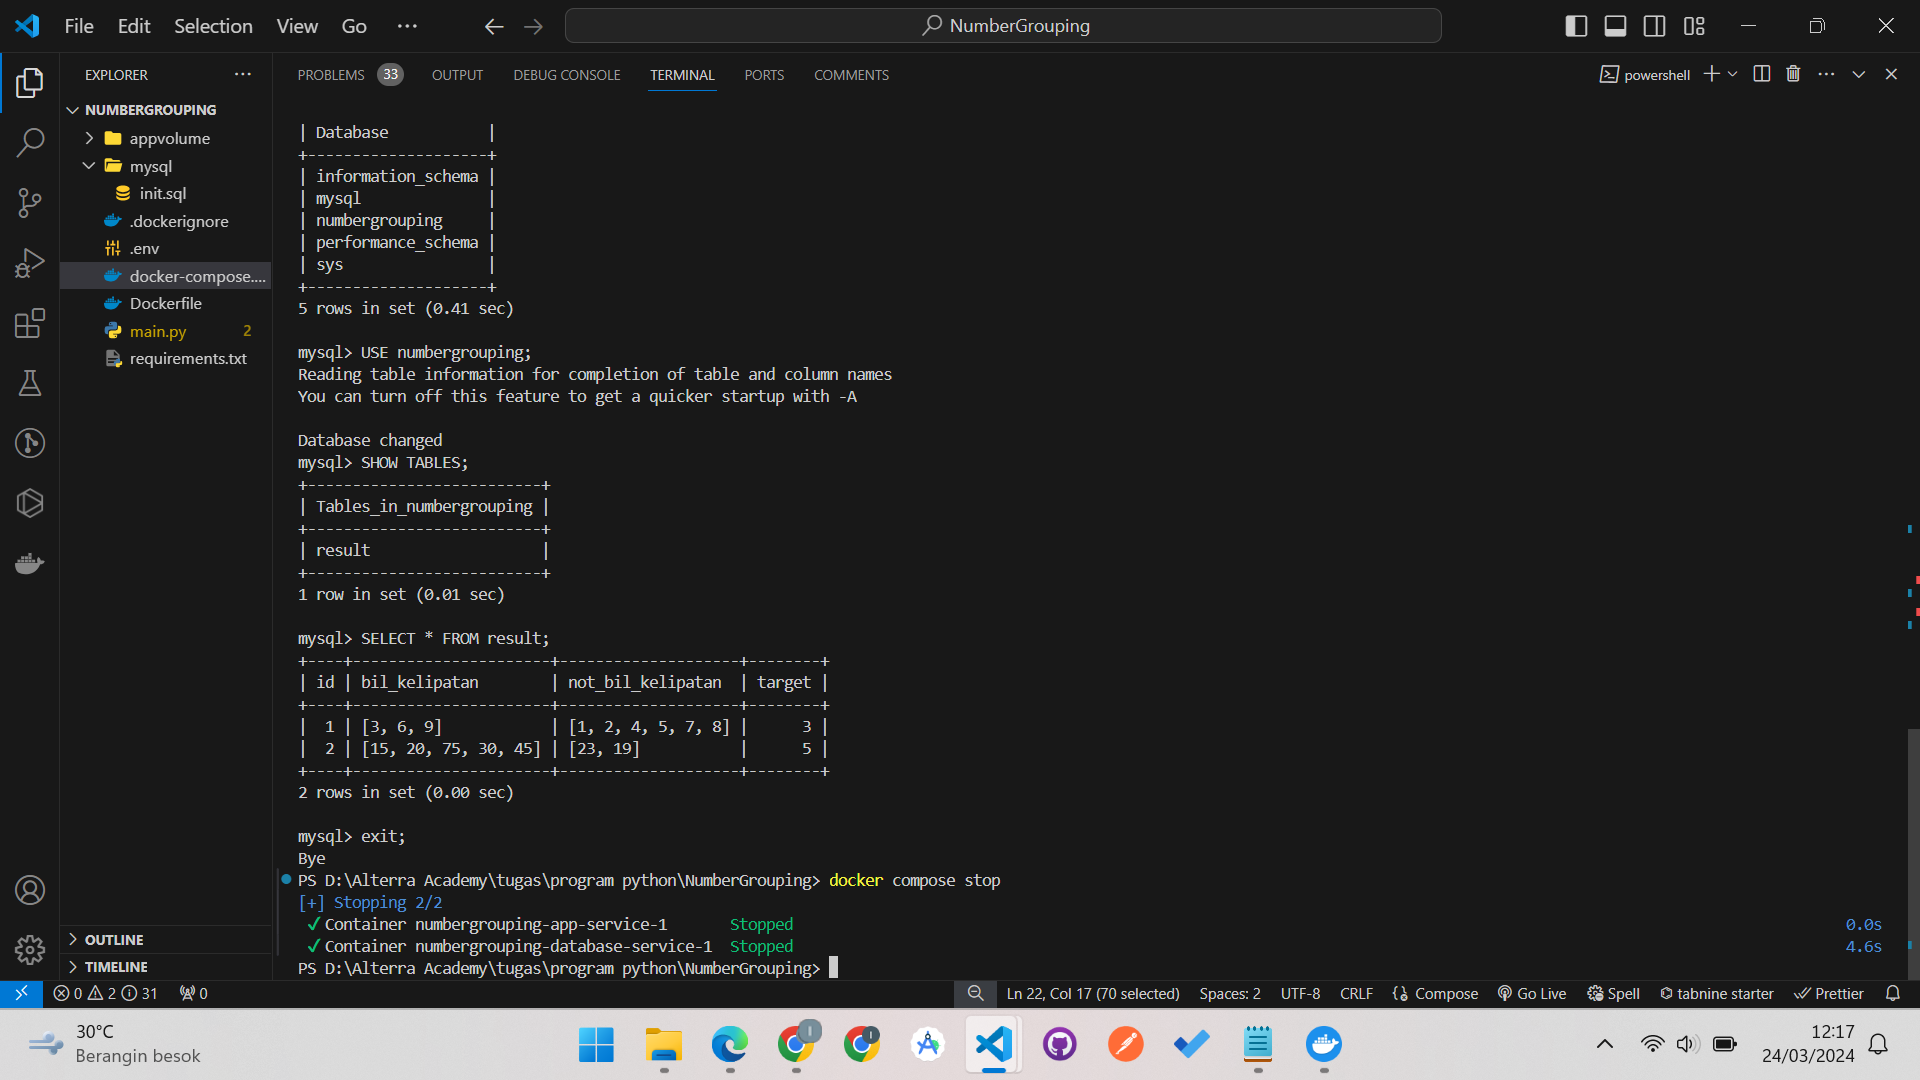 File Edit Selection View Go ··· NumberGrouping
EXPLORER ···
NUMBERGROUPING
appvolume
mysql
init.sql
.dockerignore
.env
docker-compose....
Dockerfile
main.py 2
requirements.txt
OUTLINE
TIMELINE
PROBLEMS 33 OUTPUT DEBUG CONSOLE TERMINAL PORTS COMMENTS powershell
| Database           |
+--------------------+
| information_schema |
| mysql              |
| numbergrouping     |
| performance_schema |
| sys                |
+--------------------+
5 rows in set (0.41 sec)
mysql> USE numbergrouping;
Reading table information for completion of table and column names
You can turn off this feature to get a quicker startup with -A
Database changed
mysql> SHOW TABLES;
+--------------------------+
| Tables_in_numbergrouping |
+--------------------------+
| result                   |
+--------------------------+
1 row in set (0.01 sec)
mysql> SELECT * FROM result;
+----+----------------------+--------------------+--------+
| id | bil_kelipatan        | not_bil_kelipatan  | target |
+----+----------------------+--------------------+--------+
|  1 | [3, 6, 9]            | [1, 2, 4, 5, 7, 8] |      3 |
|  2 | [15, 20, 75, 30, 45] | [23, 19]           |      5 |
+----+----------------------+--------------------+--------+
2 rows in set (0.00 sec)
mysql> exit;
Bye
PS D:\Alterra Academy\tugas\program python\NumberGrouping> docker compose stop
[+] Stopping 2/2
✓ Container numbergrouping-app-service-1       Stopped 0.0s
✓ Container numbergrouping-database-service-1  Stopped 4.6s
PS D:\Alterra Academy\tugas\program python\NumberGrouping>
0 2 31 0 Ln 22, Col 17 (70 selected) Spaces: 2 UTF-8 CRLF Compose Go Live Spell tabnine starter Prettier
30°C
Berangin besok
12:17
24/03/2024